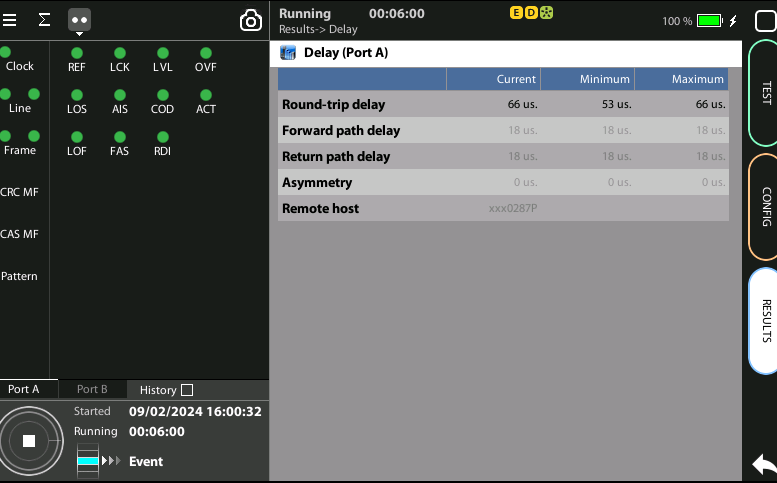 Running 00:06:00 E D 100 %
Results-> Delay
Delay (Port A)
Clock REF LCK LVL OVF
Line LOS AIS COD ACT
Frame LOF FAS RDI
CRC MF
CAS MF
Pattern
Current Minimum Maximum
Round-trip delay 66 us. 53 us. 66 us.
Forward path delay 18 us. 18 us. 18 us.
Return path delay 18 us. 18 us. 18 us.
Asymmetry 0 us. 0 us. 0 us.
Remote host xxx0287P
TEST
CONFIG
RESULTS
Port A Port B History
Started 09/02/2024 16:00:32
Running 00:06:00
Event